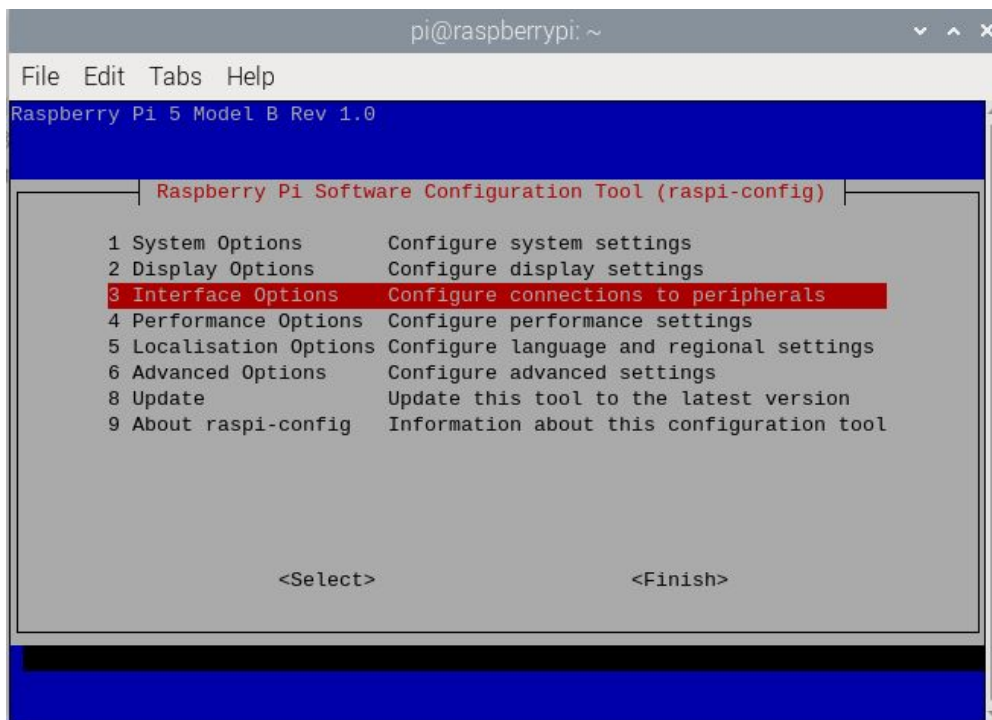 pi@raspberrypi: ~
File Edit Tabs Help
Raspberry Pi 5 Model B Rev 1.0
Raspberry Pi Software Configuration Tool (raspi-config)
1 System Options Configure system settings
2 Display Options Configure display settings
3 Interface Options Configure connections to peripherals
4 Performance Options Configure performance settings
5 Localisation Options Configure language and regional settings
6 Advanced Options Configure advanced settings
8 Update Update this tool to the latest version
9 About raspi-config Information about this configuration tool
<Select> <Finish>